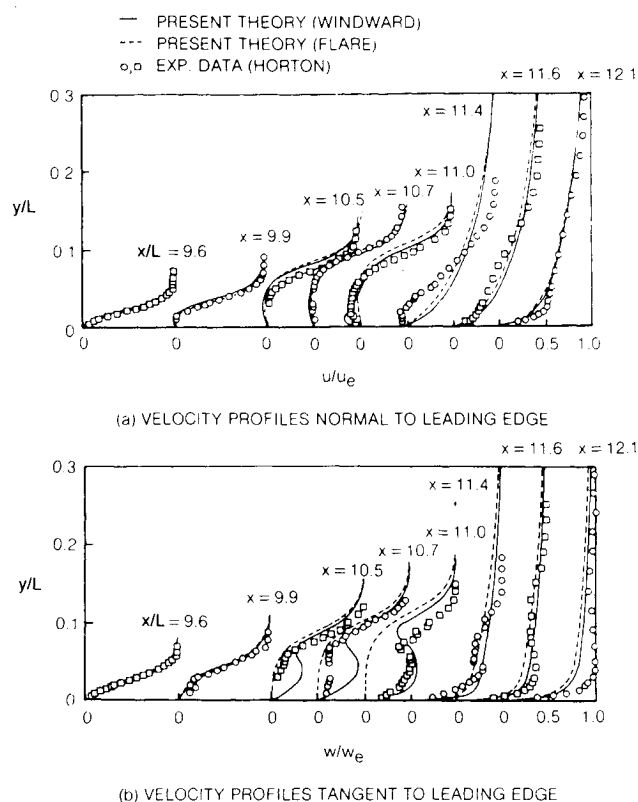 PRESENT THEORY (WINDWARD)
PRESENT THEORY (FLARE)
EXP. DATA (HORTON)
x = 11.6
x = 12.1
0.3
x = 11.4
0.2
x = 11.0
y/L
x = 10.7
x = 10.5
x = 9.9
0.1
x/L = 9.6
0
0 0 0 0 0 0 0 0 0 0.5 1.0
u/ue
(a) VELOCITY PROFILES NORMAL TO LEADING EDGE
x = 11.6
x = 12.1
0.3
x = 11.4
x = 11.0
0.2
x = 10.7
y/L
x = 10.5
x = 9.9
0.1
x/L = 9.6
0
0 0 0 0 0 0 0 0 0 0.5 1.0
w/we
(b) VELOCITY PROFILES TANGENT TO LEADING EDGE